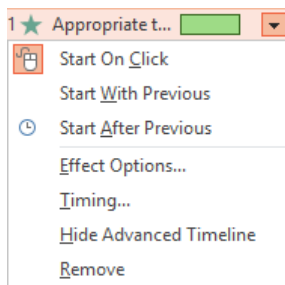 1 Appropriate t...
Start On Click
Start With Previous
Start After Previous
Effect Options...
Timing...
Hide Advanced Timeline
Remove